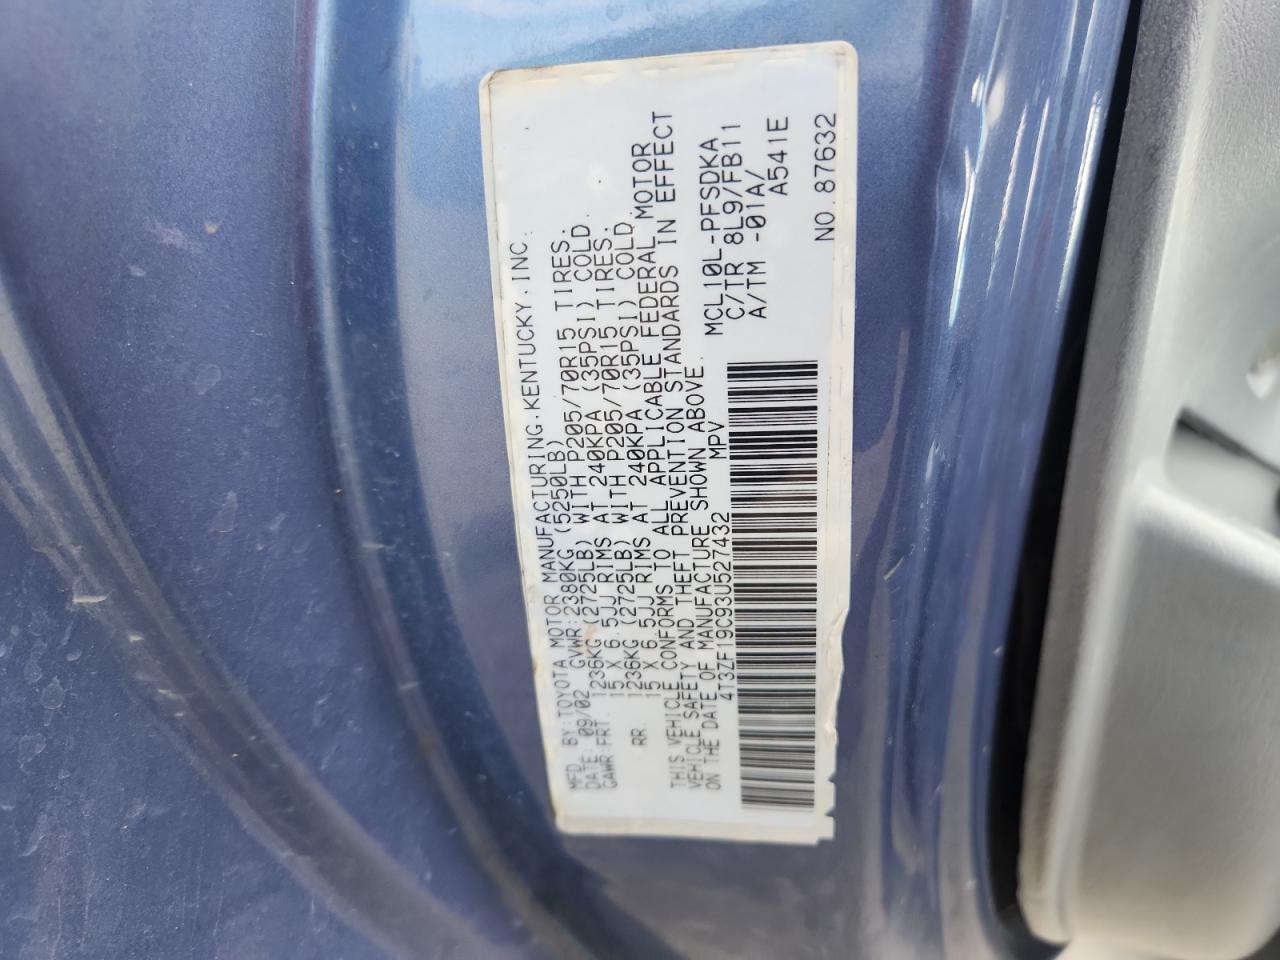 MFD BY:TOYOTA MOTOR MANUFACTURING.KENTUCKY.INC.
DATE: 09/02 GVWR:2380KG (5250LB)
GAWR:FRT. 1236KG (2725LB) WITH P205/70R15 TIRES.
15 X 6.5JJ RIMS AT 240KPA (35PSI) COLD.
RR. 1236KG (2725LB) WITH P205/70R15 TIRES.
15 X 6.5JJ RIMS AT 240KPA (35PSI) COLD.
THIS VEHICLE CONFORMS TO ALL APPLICABLE FEDERAL MOTOR
VEHICLE SAFETY AND THEFT PREVENTION STANDARDS IN EFFECT
ON THE DATE OF MANUFACTURE SHOWN ABOVE.
4T3ZF19C93U527432 MPV
MCL10L-PFSDKA
C/TR 8L9/FB11
A/TM -01A/
A541E
NO.87632